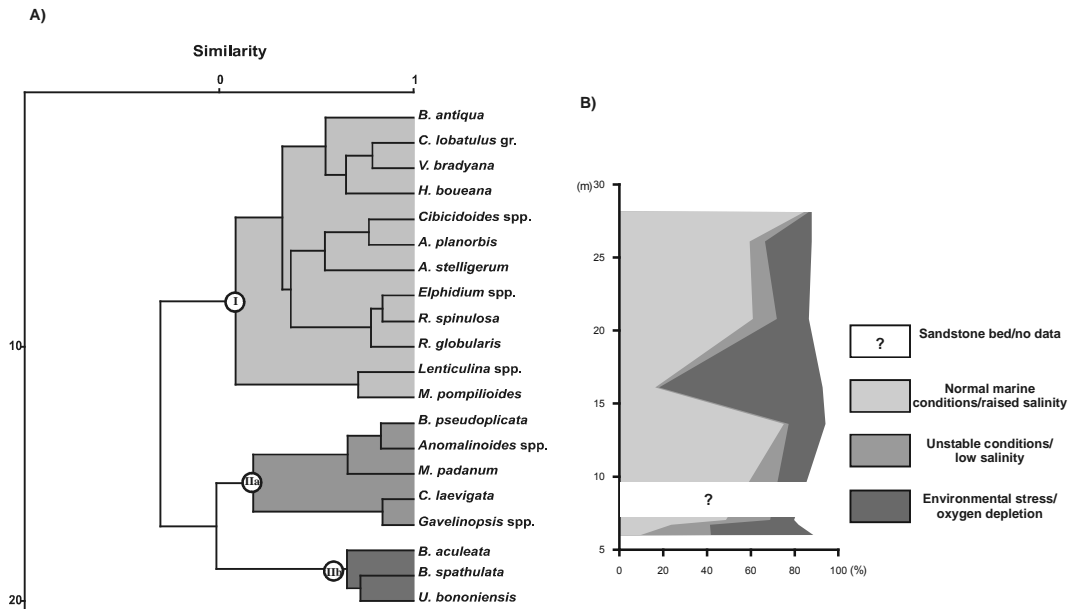 A)
Similarity
0 1
B. antiqua
C. lobatulus gr.
V. bradyana
H. boueana
Cibicidoides spp.
A. planorbis
A. stelligerum
Elphidium spp.
R. spinulosa
R. globularis
Lenticulina spp.
M. pompilioides
B. pseudoplicata
Anomalinoides spp.
M. padanum
C. laevigata
Gavelinopsis spp.
B. aculeata
B. spathulata
U. bononiensis
I
IIa
IIb
10
20
B)
(m) 30
25
20
15
10
5
?
0 20 40 60 80 100 (%)
? Sandstone bed/no data
Normal marine
conditions/raised salinity
Unstable conditions/
low salinity
Environmental stress/
oxygen depletion